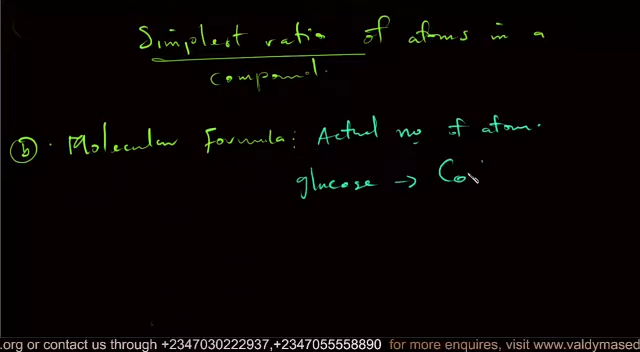 Simplest ratio of atoms in a
compound.
(b). Molecular Formula: Actual no of atom.
glucose →
.org or contact us through +2347030222937,+2347055558890 for more enquires, visit www.valdymased